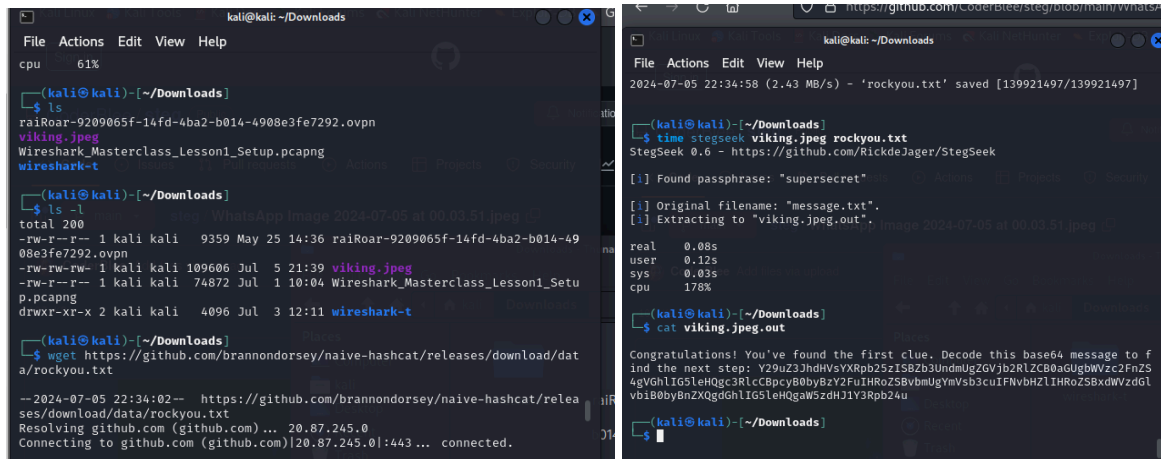 kali@kali: ~/Downloads
File Actions Edit View Help
cpu 61%
┌──(kali㉿kali)-[~/Downloads]
└─$ ls
raiRoar-9209065f-14fd-4ba2-b014-4908e3fe7292.ovpn
viking.jpeg
Wireshark_Masterclass_Lesson1_Setup.pcapng
wireshark-t
┌──(kali㉿kali)-[~/Downloads]
└─$ ls -l
total 200
-rw-r--r-- 1 kali kali 9359 May 25 14:36 raiRoar-9209065f-14fd-4ba2-b014-49
08e3fe7292.ovpn
-rw-rw-rw- 1 kali kali 109606 Jul 5 21:39 viking.jpeg
-rw-r--r-- 1 kali kali 74872 Jul 1 10:04 Wireshark_Masterclass_Lesson1_Setu
p.pcapng
drwxr-xr-x 2 kali kali 4096 Jul 3 12:11 wireshark-t
┌──(kali㉿kali)-[~/Downloads]
└─$ wget https://github.com/brannondorsey/naive-hashcat/releases/download/dat
a/rockyou.txt
--2024-07-05 22:34:02-- https://github.com/brannondorsey/naive-hashcat/relea
ses/download/data/rockyou.txt
Resolving github.com (github.com)... 20.87.245.0
Connecting to github.com (github.com)|20.87.245.0|:443... connected.
https://github.com/CoderBlee/steg/blob/main/WhatsA
kali@kali: ~/Downloads
File Actions Edit View Help
2024-07-05 22:34:58 (2.43 MB/s) - ‘rockyou.txt’ saved [139921497/139921497]
┌──(kali㉿kali)-[~/Downloads]
└─$ time stegseek viking.jpeg rockyou.txt
StegSeek 0.6 - https://github.com/RickdeJager/StegSeek
[i] Found passphrase: "supersecret"
[i] Original filename: "message.txt".
[i] Extracting to "viking.jpeg.out".
real 0.08s
user 0.12s
sys 0.03s
cpu 178%
┌──(kali㉿kali)-[~/Downloads]
└─$ cat viking.jpeg.out
Congratulations! You've found the first clue. Decode this base64 message to f
ind the next step: Y29uZ3JhdHVsYXRpb25zISBZb3UndmUgZGVjb2RlZCB0aGUgbWVzc2FnZS
4gVGhlIG5leHQgc3RlcCBpcyB0byBzY2FuIHRoZSBvbmUgYmVsb3cuIFNvbHZlIHRoZSBxdWVzdGl
vbiB0byBnZXQgdGhlIG5leHQgaW5zdHJ1Y3Rpb24u
┌──(kali㉿kali)-[~/Downloads]
└─$